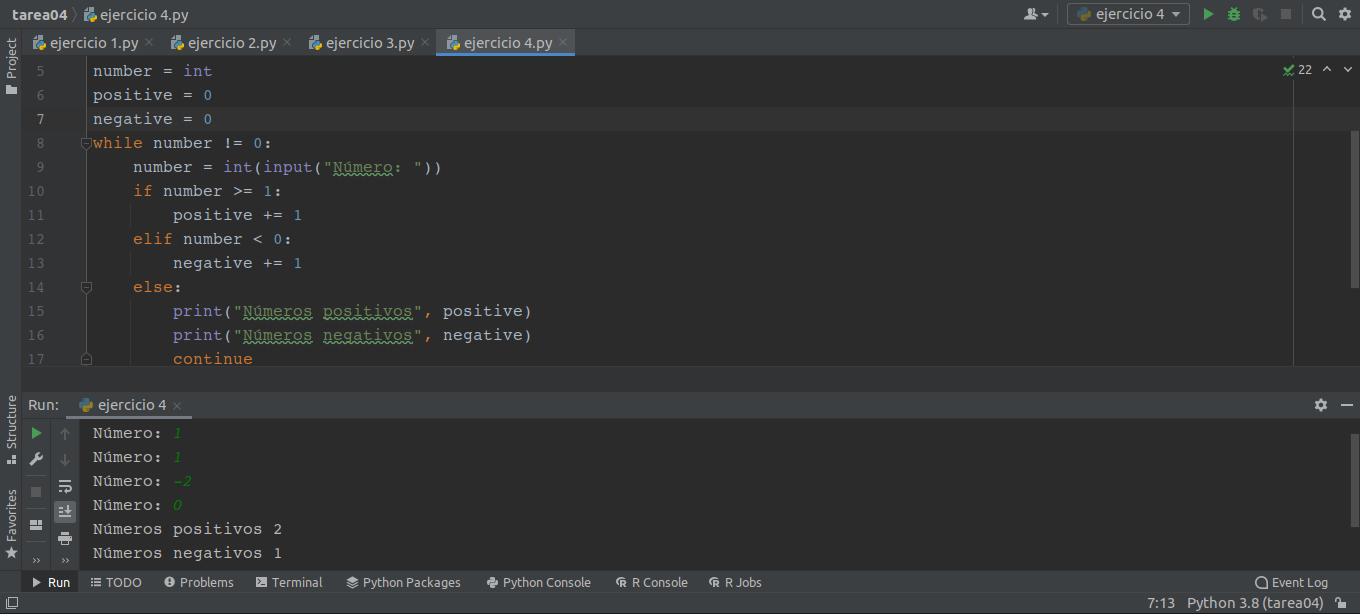 tarea04 ejercicio 4.py ejercicio 4
ejercicio 1.py ejercicio 2.py ejercicio 3.py ejercicio 4.py
Project
5 number = int
22
6 positive = 0
7 negative = 0
8 while number != 0:
9 number = int(input("Número: "))
10 if number >= 1:
11 positive += 1
12 elif number < 0:
13 negative += 1
14 else:
15 print("Números positivos", positive)
16 print("Números negativos", negative)
17 continue
Structure
Favorites
Run: ejercicio 4
Número: 1
Número: 1
Número: -2
Número: 0
Números positivos 2
Números negativos 1
Run TODO Problems Terminal Python Packages Python Console R Console R Jobs Event Log
7:13 Python 3.8 (tarea04)